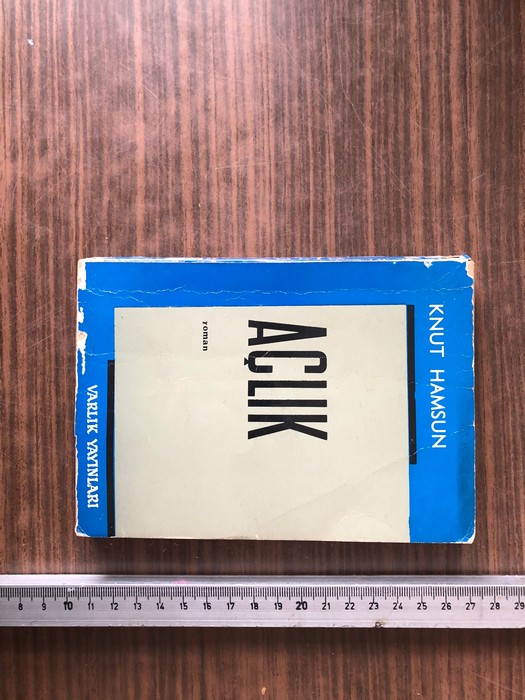 KNUT HAMSUN
AÇLIK
roman
VARLIK YAYINLARI
8 9 10 11 12 13 14 15 16 17 18 19 20 21 22 23 24 25 26 27 28 29